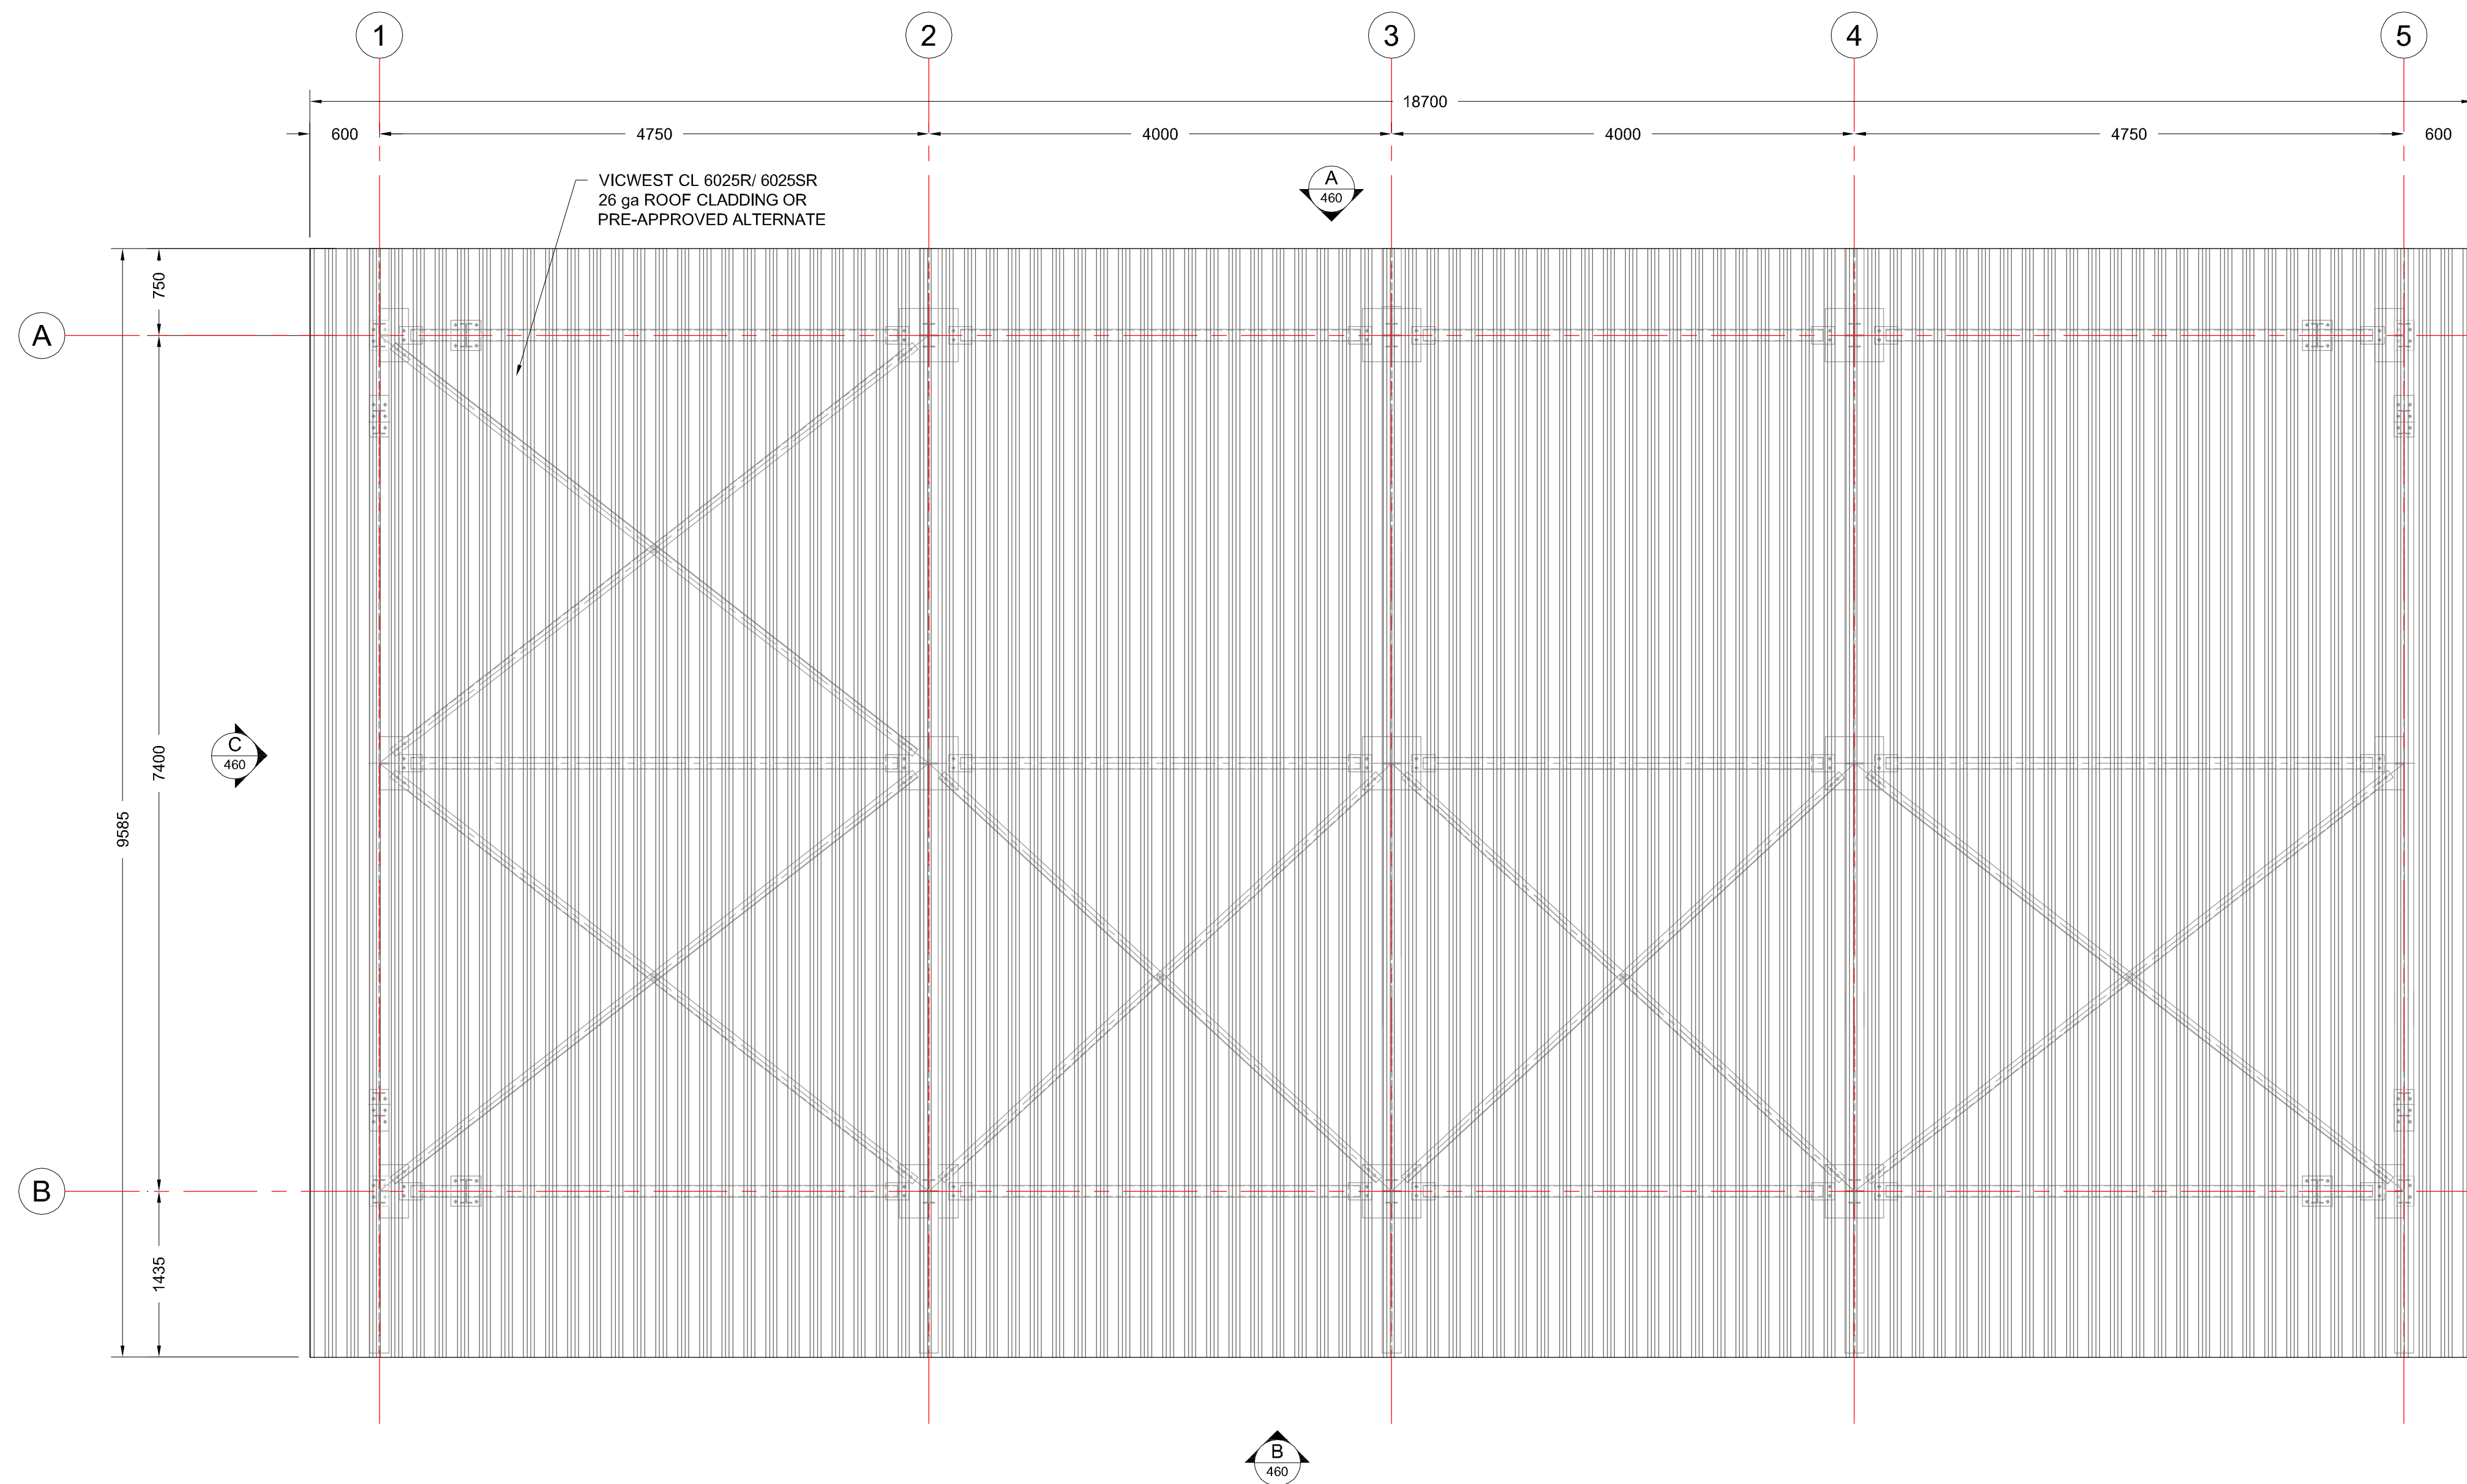 1
2
3
4
5
18700
600
4750
4000
4000
4750
600
VICWEST CL 6025R/ 6025SR
26 ga ROOF CLADDING OR
PRE-APPROVED ALTERNATE
A
460
750
A
C
460
7400
9585
B
1435
B
460